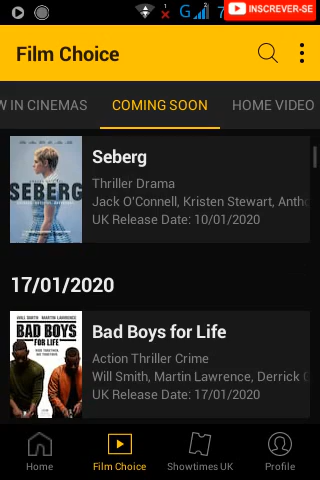 INSCREVER-SE
Film Choice
W IN CINEMAS
COMING SOON
HOME VIDEO
SEBERG
Seberg
Thriller Drama
Jack O'Connell, Kristen Stewart, Antho
UK Release Date: 10/01/2020
17/01/2020
WILL SMITH MARTIN LAWRENCE
BAD BOYS
FOR LIFE
Bad Boys for Life
Action Thriller Crime
Will Smith, Martin Lawrence, Derrick G
UK Release Date: 17/01/2020
Home
Film Choice
Showtimes UK
Profile